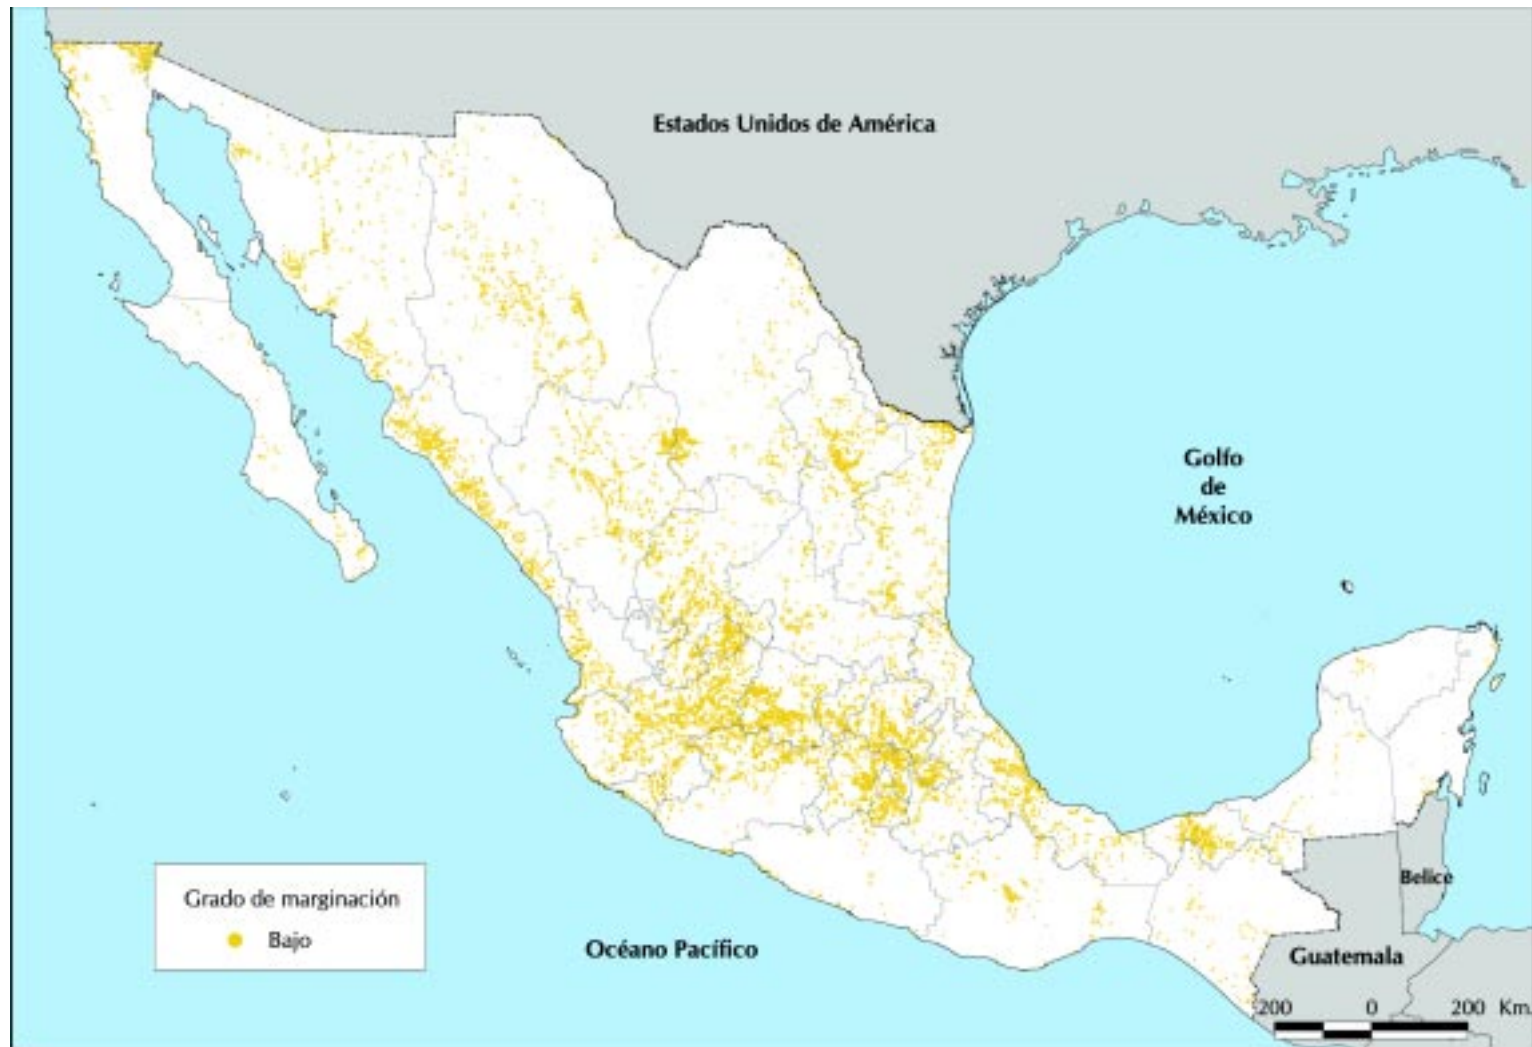 Estados Unidos de América
Golfo
de
México
Belice
Grado de marginación
Bajo
Océano Pacífico
Guatemala
200 0 200 Km.